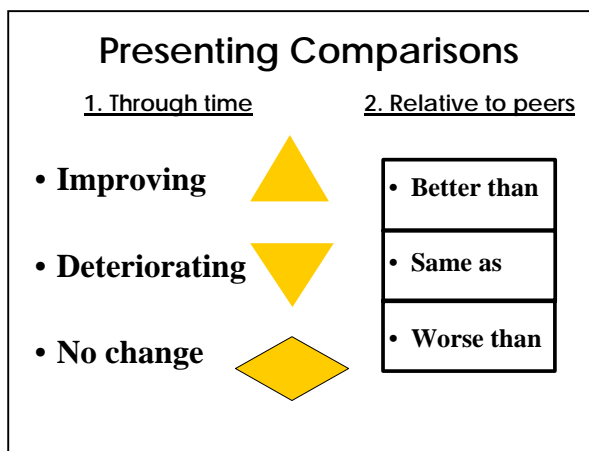 Presenting Comparisons
1. Through time
• Improving
• Deteriorating
• No change
2. Relative to peers
• Better than
• Same as
• Worse than